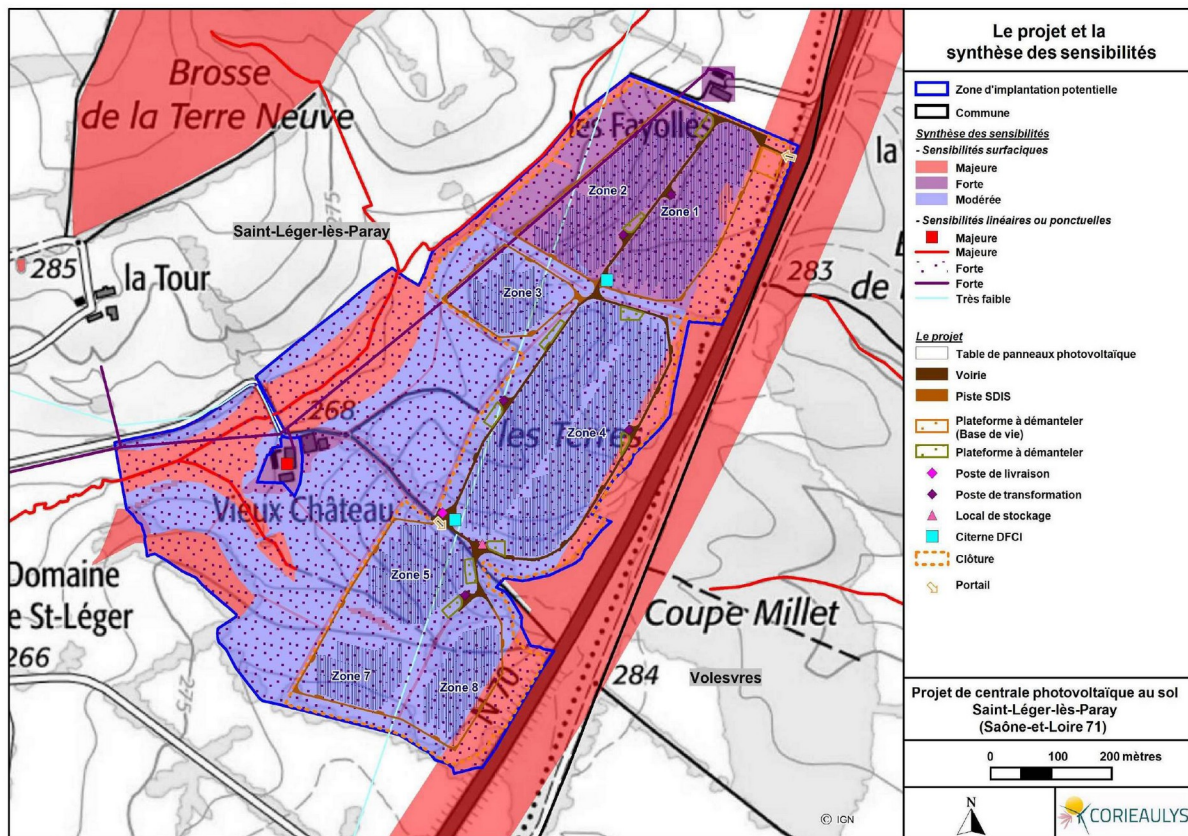 Brosse
de la Terre Neuve
275
les Fayolles
la
Zone 2
Zone 1
Saint-Léger-lès-Paray
285
la Tour
283
de
Zone 3
268
les Terres
Zone 4
Vieux Château
Domaine
e St-Léger
266
275
Zone 5
Zone 7
Zone 8
N 70
Coupe Millet
284
Volesvres
© IGN
Le projet et la
synthèse des sensibilités
Zone d'implantation potentielle
Commune
Synthèse des sensibilités
- Sensibilités surfaciques
Majeure
Forte
Modérée
- Sensibilités linéaires ou ponctuelles
Majeure
Majeure
Forte
Forte
Très faible
Le projet
Table de panneaux photovoltaïque
Voirie
Piste SDIS
Plateforme à démanteler
(Base de vie)
Plateforme à démanteler
Poste de livraison
Poste de transformation
Local de stockage
Citerne DFCI
Clôture
Portail
Projet de centrale photovoltaïque au sol
Saint-Léger-lès-Paray
(Saône-et-Loire 71)
0 100 200 mètres
N
CORIEAULYS